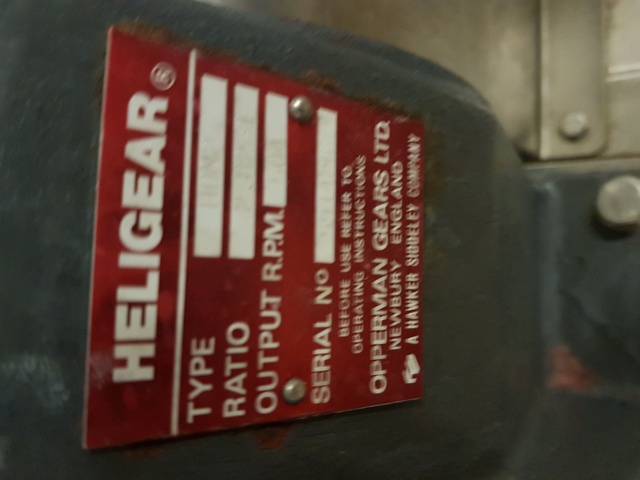 HELIGEAR ®
TYPE
RATIO
OUTPUT R.P.M.
SERIAL Nº
BEFORE USE REFER TO
OPERATING INSTRUCTIONS
OPPERMAN GEARS LTD.
NEWBURY ENGLAND
A HAWKER SIDDELEY COMPANY